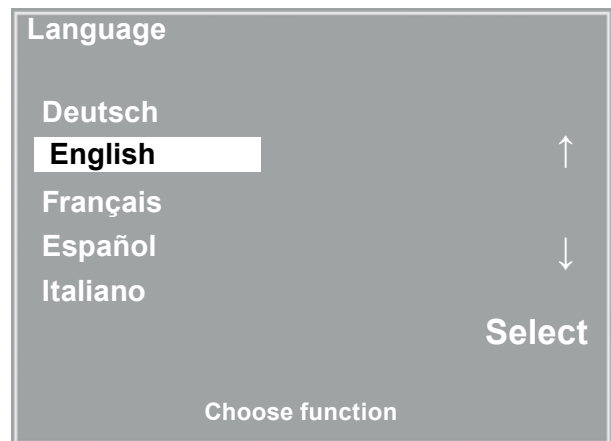 Language
Deutsch
English
↑
Français
Español
↓
Italiano
Select
Choose function